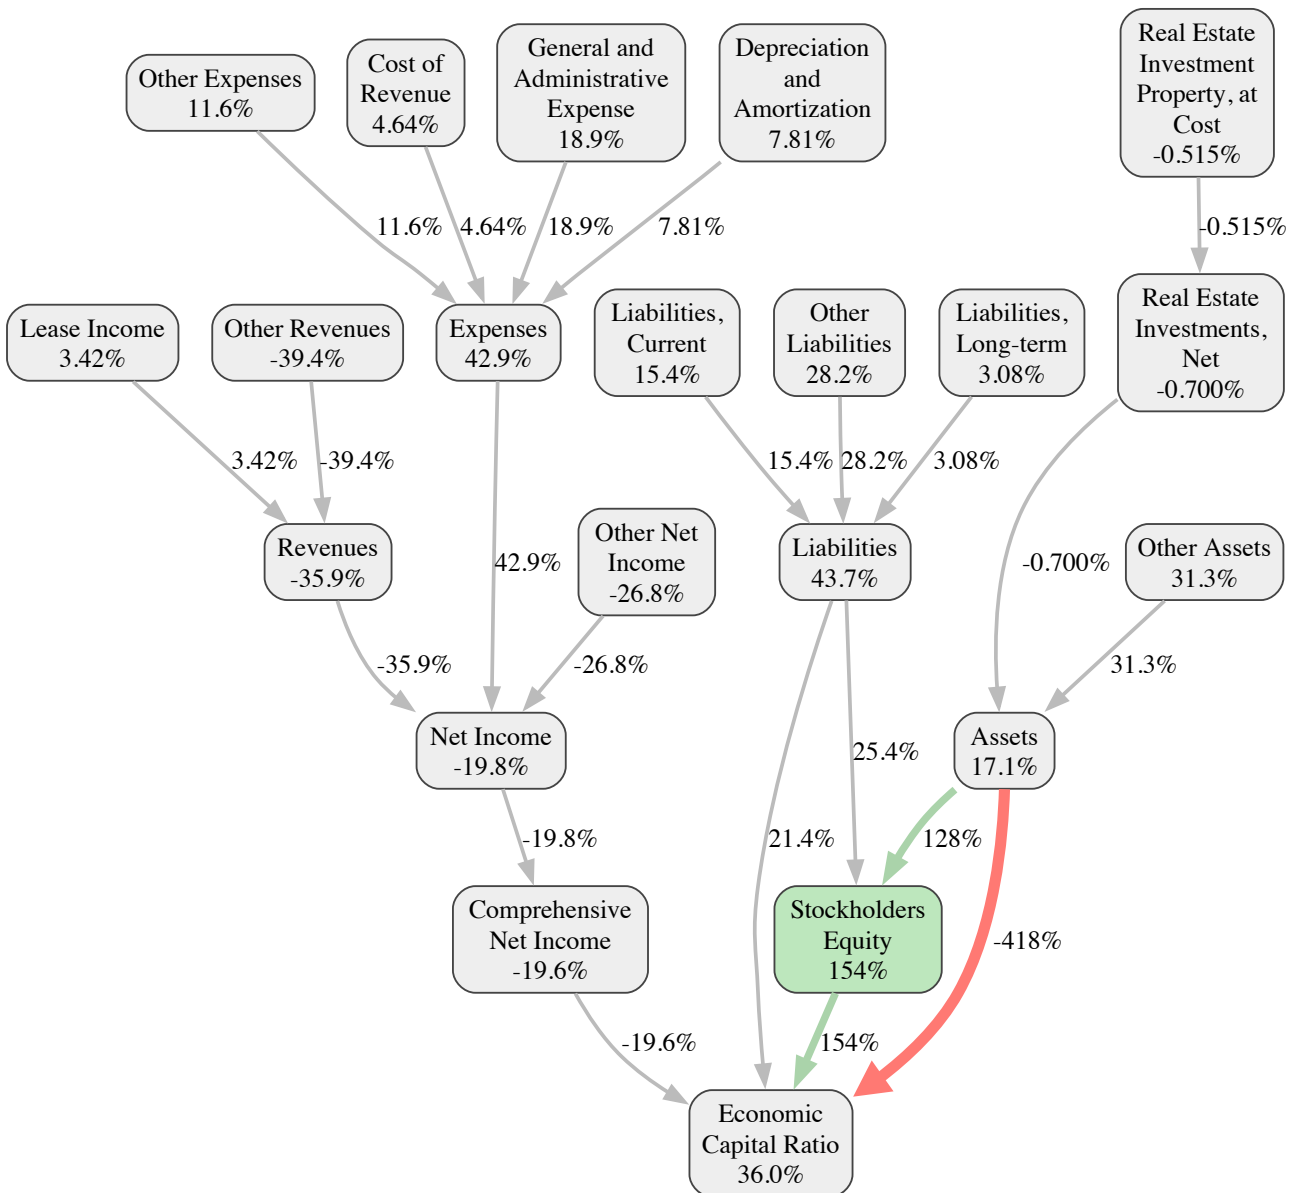 Other Expenses
11.6%
Cost of
Revenue
4.64%
General and
Administrative
Expense
18.9%
Depreciation
and
Amortization
7.81%
Real Estate
Investment
Property, at
Cost
-0.515%
11.6%
4.64%
18.9%
7.81%
-0.515%
Lease Income
3.42%
Other Revenues
-39.4%
Expenses
42.9%
Liabilities,
Current
15.4%
Other
Liabilities
28.2%
Liabilities,
Long-term
3.08%
Real Estate
Investments,
Net
-0.700%
3.42%
-39.4%
15.4%
28.2%
3.08%
Revenues
-35.9%
42.9%
Other Net
Income
-26.8%
Liabilities
43.7%
-0.700%
Other Assets
31.3%
-35.9%
-26.8%
31.3%
Net Income
-19.8%
25.4%
Assets
17.1%
-19.8%
21.4%
128%
Comprehensive
Net Income
-19.6%
Stockholders
Equity
154%
-418%
-19.6%
154%
Economic
Capital Ratio
36.0%